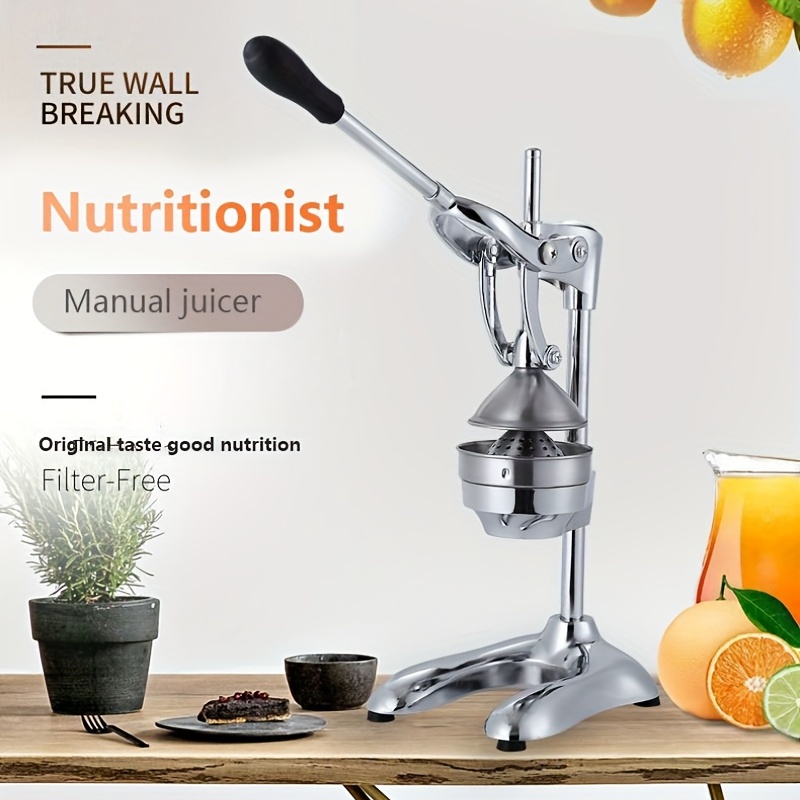 TRUE WALL
BREAKING
Nutritionist
Manual juicer
Original taste good nutrition
Filter-Free